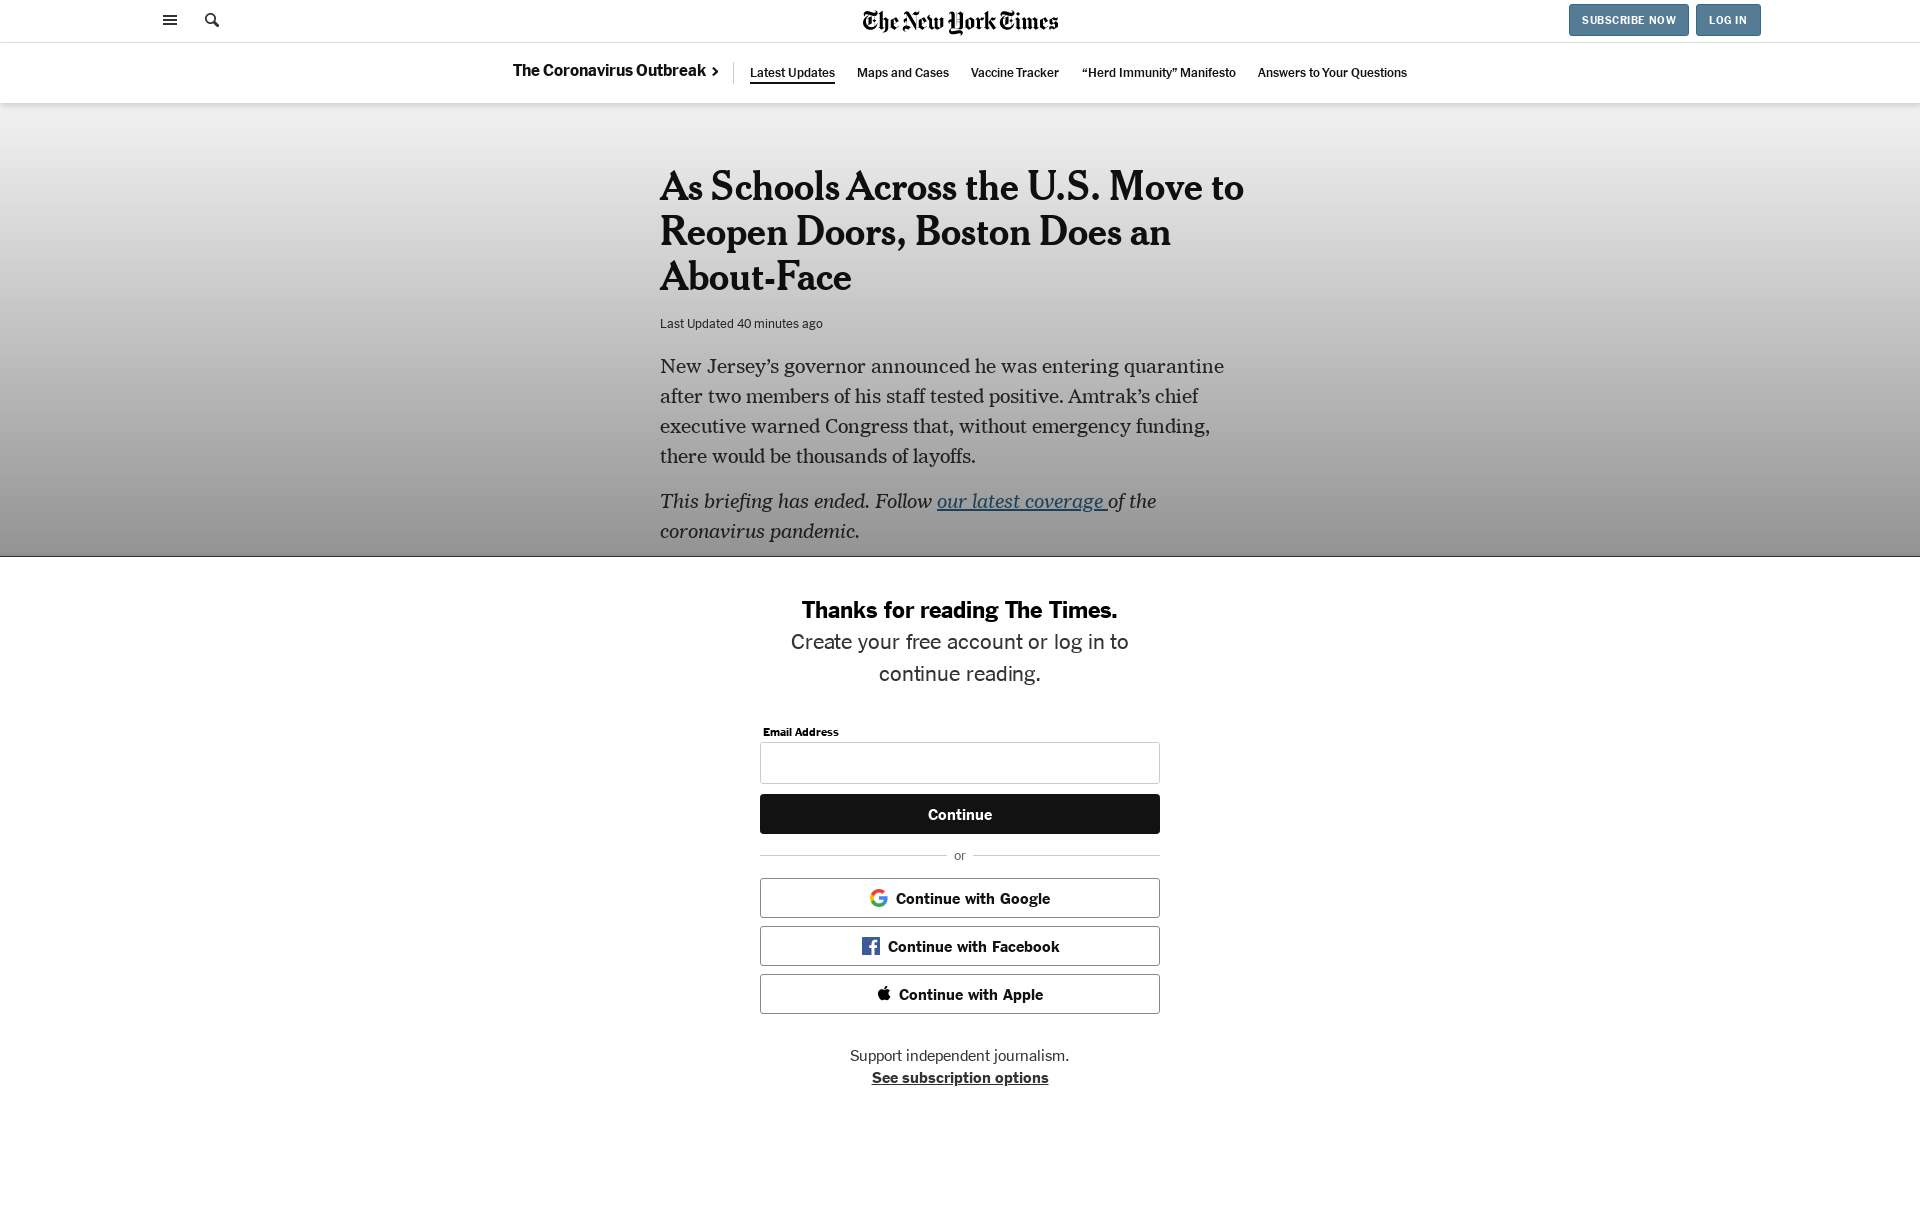 The New York Times
SUBSCRIBE NOW
LOG IN
The Coronavirus Outbreak
Latest Updates
Maps and Cases
Vaccine Tracker
“Herd Immunity” Manifesto
Answers to Your Questions
As Schools Across the U.S. Move to
Reopen Doors, Boston Does an
About-Face
Last Updated 40 minutes ago
New Jersey’s governor announced he was entering quarantine
after two members of his staff tested positive. Amtrak’s chief
executive warned Congress that, without emergency funding,
there would be thousands of layoffs.
This briefing has ended. Follow our latest coverage of the
coronavirus pandemic.
Thanks for reading The Times.
Create your free account or log in to
continue reading.
Email Address
Continue
or
Continue with Google
Continue with Facebook
Continue with Apple
Support independent journalism.
See subscription options